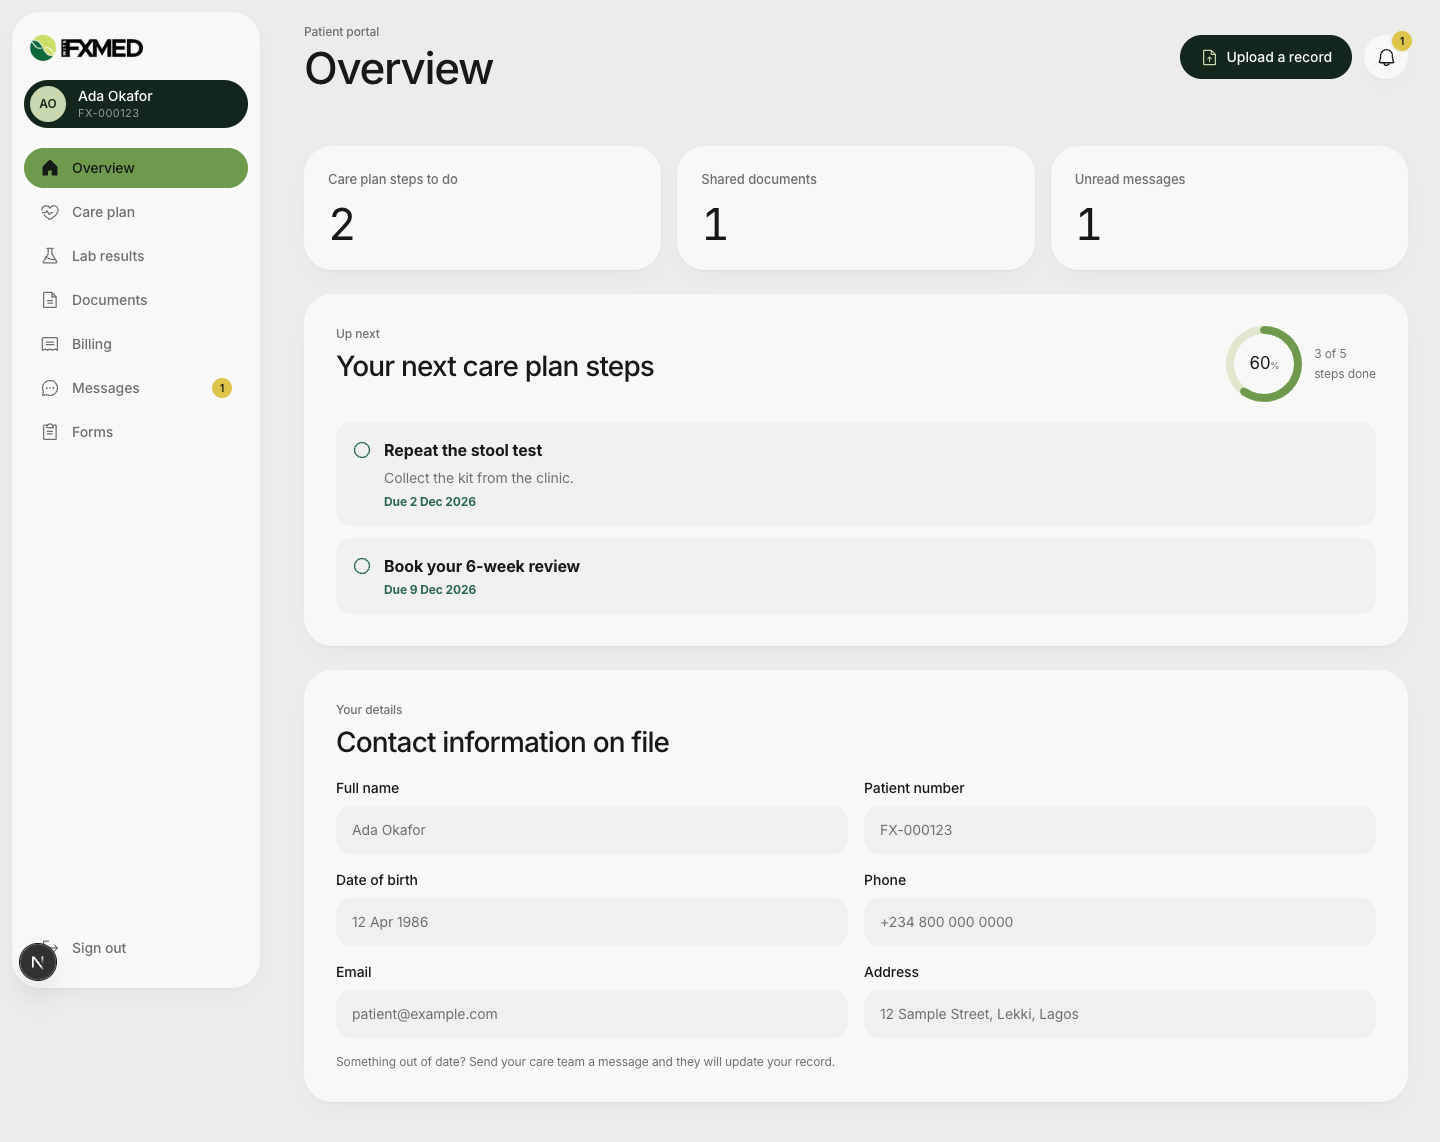 FXMED
AO
Ada Okafor
FX-000123
Overview
Care plan
Lab results
Documents
Billing
Messages
1
Forms
Sign out
N
Patient portal
Overview
Upload a record
1
Care plan steps to do
2
Shared documents
1
Unread messages
1
Up next
Your next care plan steps
60%
3 of 5
steps done
Repeat the stool test
Collect the kit from the clinic.
Due 2 Dec 2026
Book your 6-week review
Due 9 Dec 2026
Your details
Contact information on file
Full name
Ada Okafor
Patient number
FX-000123
Date of birth
12 Apr 1986
Phone
+234 800 000 0000
Email
patient@example.com
Address
12 Sample Street, Lekki, Lagos
Something out of date? Send your care team a message and they will update your record.